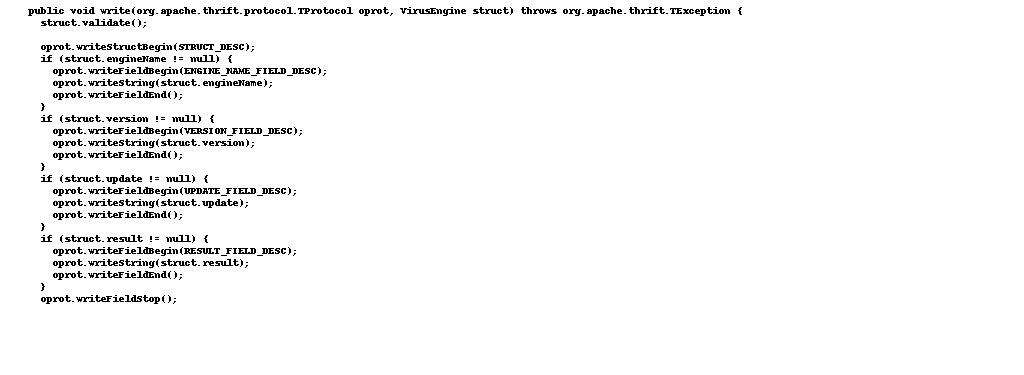 public void write(org.apache.thrift.protocol.TProtocol oprot, VirusEngine struct) throws org.apache.thrift.TException {
struct.validate();
oprot.writeStructBegin(STRUCT_DESC);
if (struct.engineName != null) {
oprot.writeFieldBegin(ENGINE_NAME_FIELD_DESC);
oprot.writeString(struct.engineName);
oprot.writeFieldEnd();
}
if (struct.version != null) {
oprot.writeFieldBegin(VERSION_FIELD_DESC);
oprot.writeString(struct.version);
oprot.writeFieldEnd();
}
if (struct.update != null) {
oprot.writeFieldBegin(UPDATE_FIELD_DESC);
oprot.writeString(struct.update);
oprot.writeFieldEnd();
}
if (struct.result != null) {
oprot.writeFieldBegin(RESULT_FIELD_DESC);
oprot.writeString(struct.result);
oprot.writeFieldEnd();
}
oprot.writeFieldStop();